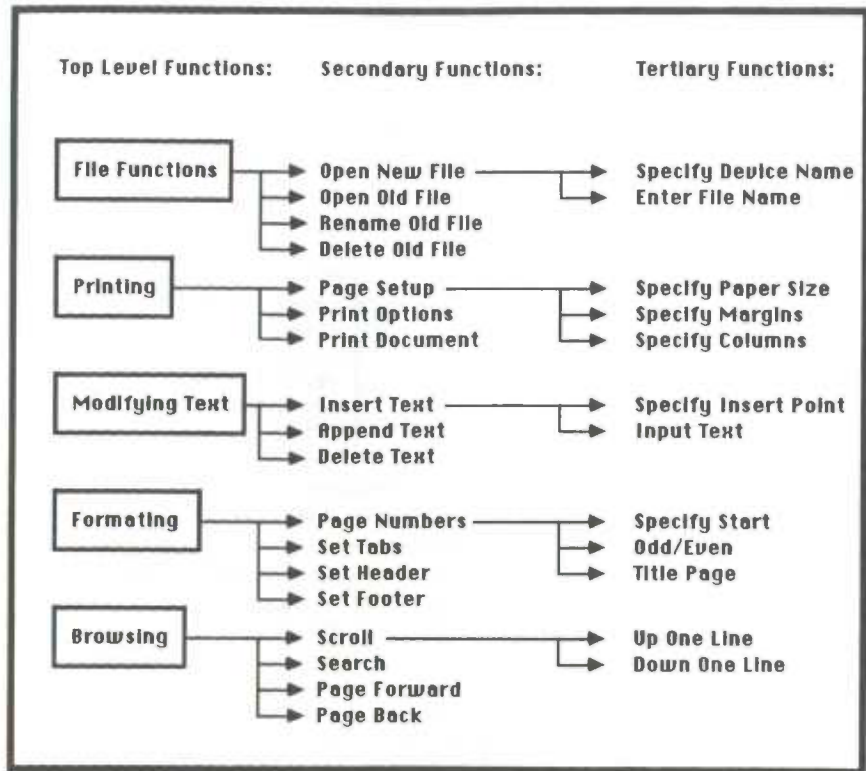 Top Level Functions: Secondary Functions: Tertiary Functions:
File Functions Open New File Specify Device Name
Open Old File Enter File Name
Rename Old File
Delete Old File
Printing Page Setup Specify Paper Size
Print Options Specify Margins
Print Document Specify Columns
Modifying Text Insert Text Specify Insert Point
Append Text Input Text
Delete Text
Formating Page Numbers Specify Start
Set Tabs Odd/Even
Set Header Title Page
Set Footer
Browsing Scroll Up One Line
Search Down One Line
Page Forward
Page Back